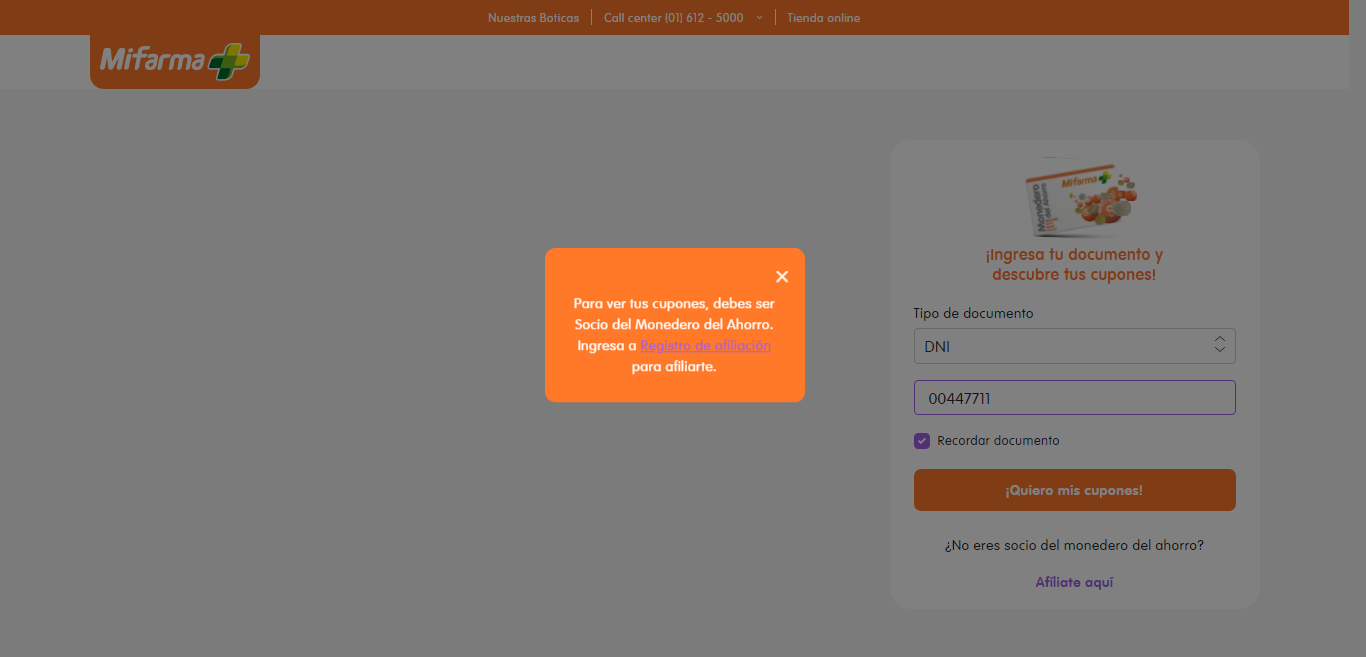 Nuestras Boticas
Call center (01) 612 - 5000
Tienda online
Mifarma
Mifarma
Monedero
del Ahorro
¡Ingresa tu documento y
descubre tus cupones!
Tipo de documento
DNI
00447711
Recordar documento
¡Quiero mis cupones!
¿No eres socio del monedero del ahorro?
Afíliate aquí
Para ver tus cupones, debes ser
Socio del Monedero del Ahorro.
Ingresa a Registro de afiliación
para afiliarte.